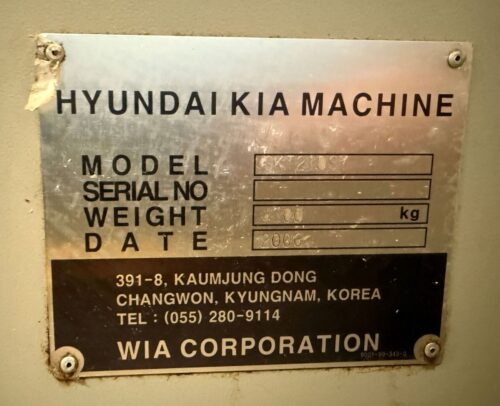 HYUNDAI KIA MACHINE
MODEL
SERIAL NO
WEIGHT kg
DATE 2006
391-8, KAUMJUNG DONG
CHANGWON, KYUNGNAM, KOREA
TEL : (055) 280-9114
WIA CORPORATION